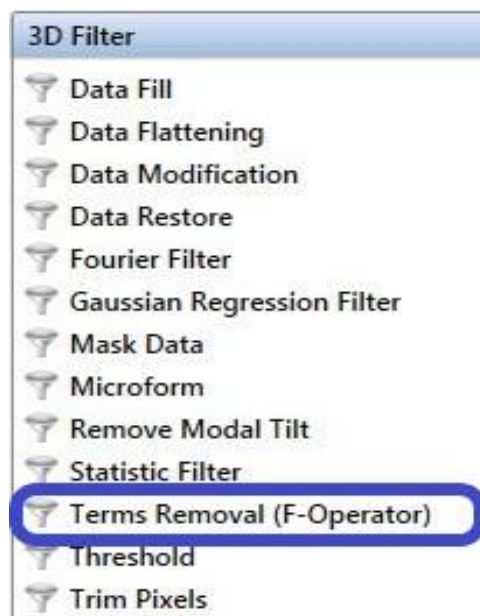 3D Filter
Data Fill
Data Flattening
Data Modification
Data Restore
Fourier Filter
Gaussian Regression Filter
Mask Data
Microform
Remove Modal Tilt
Statistic Filter
Terms Removal (F-Operator)
Threshold
Trim Pixels